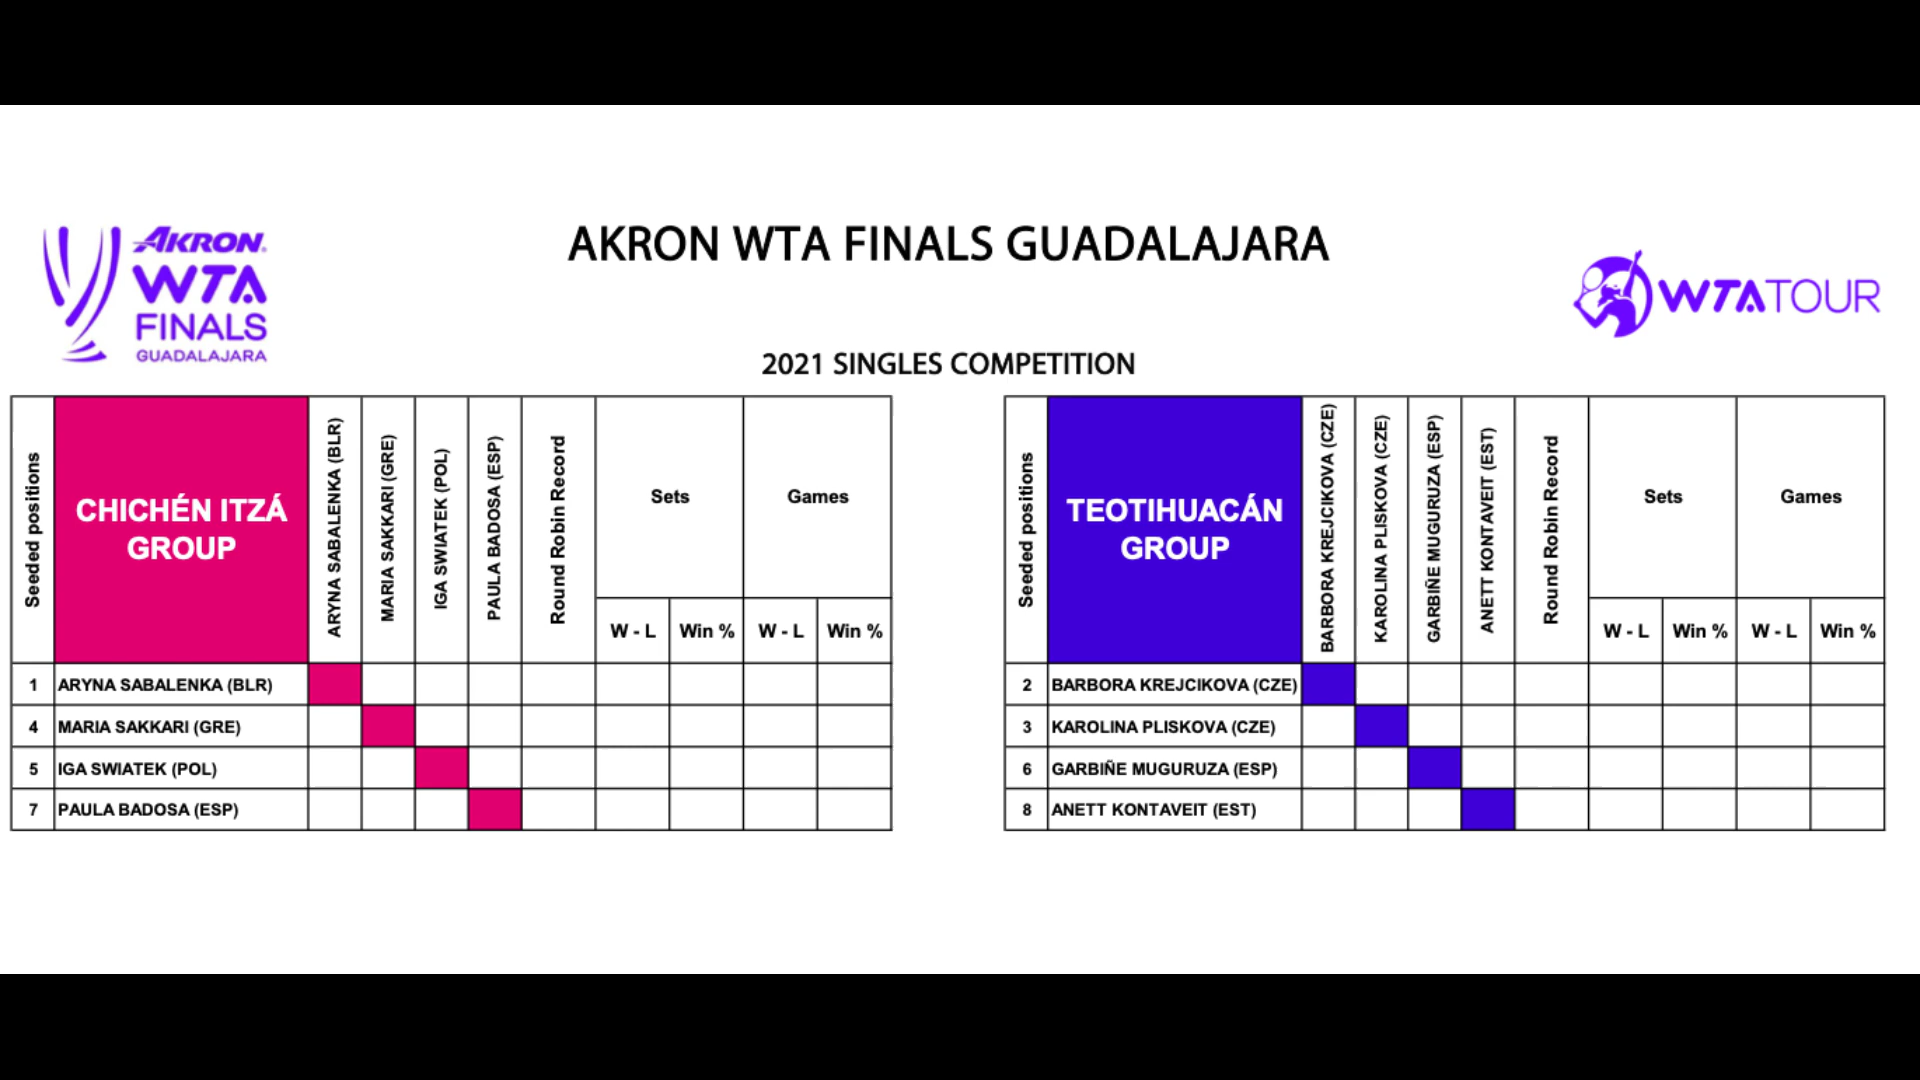 AKRON
WTA
FINALS
GUADALAJARA
AKRON WTA FINALS GUADALAJARA
WTATOUR
2021 SINGLES COMPETITION
Seeded positions
CHICHÉN ITZÁ
GROUP
ARYNA SABALENKA (BLR)
MARIA SAKKARI (GRE)
IGA SWIATEK (POL)
PAULA BADOSA (ESP)
Round Robin Record
Sets
Games
W - L
Win %
W - L
Win %
1 ARYNA SABALENKA (BLR)
4 MARIA SAKKARI (GRE)
5 IGA SWIATEK (POL)
7 PAULA BADOSA (ESP)
Seeded positions
TEOTIHUACÁN
GROUP
BARBORA KREJCIKOVA (CZE)
KAROLINA PLISKOVA (CZE)
GARBIÑE MUGURUZA (ESP)
ANETT KONTAVEIT (EST)
Round Robin Record
Sets
Games
W - L
Win %
W - L
Win %
2 BARBORA KREJCIKOVA (CZE)
3 KAROLINA PLISKOVA (CZE)
6 GARBIÑE MUGURUZA (ESP)
8 ANETT KONTAVEIT (EST)